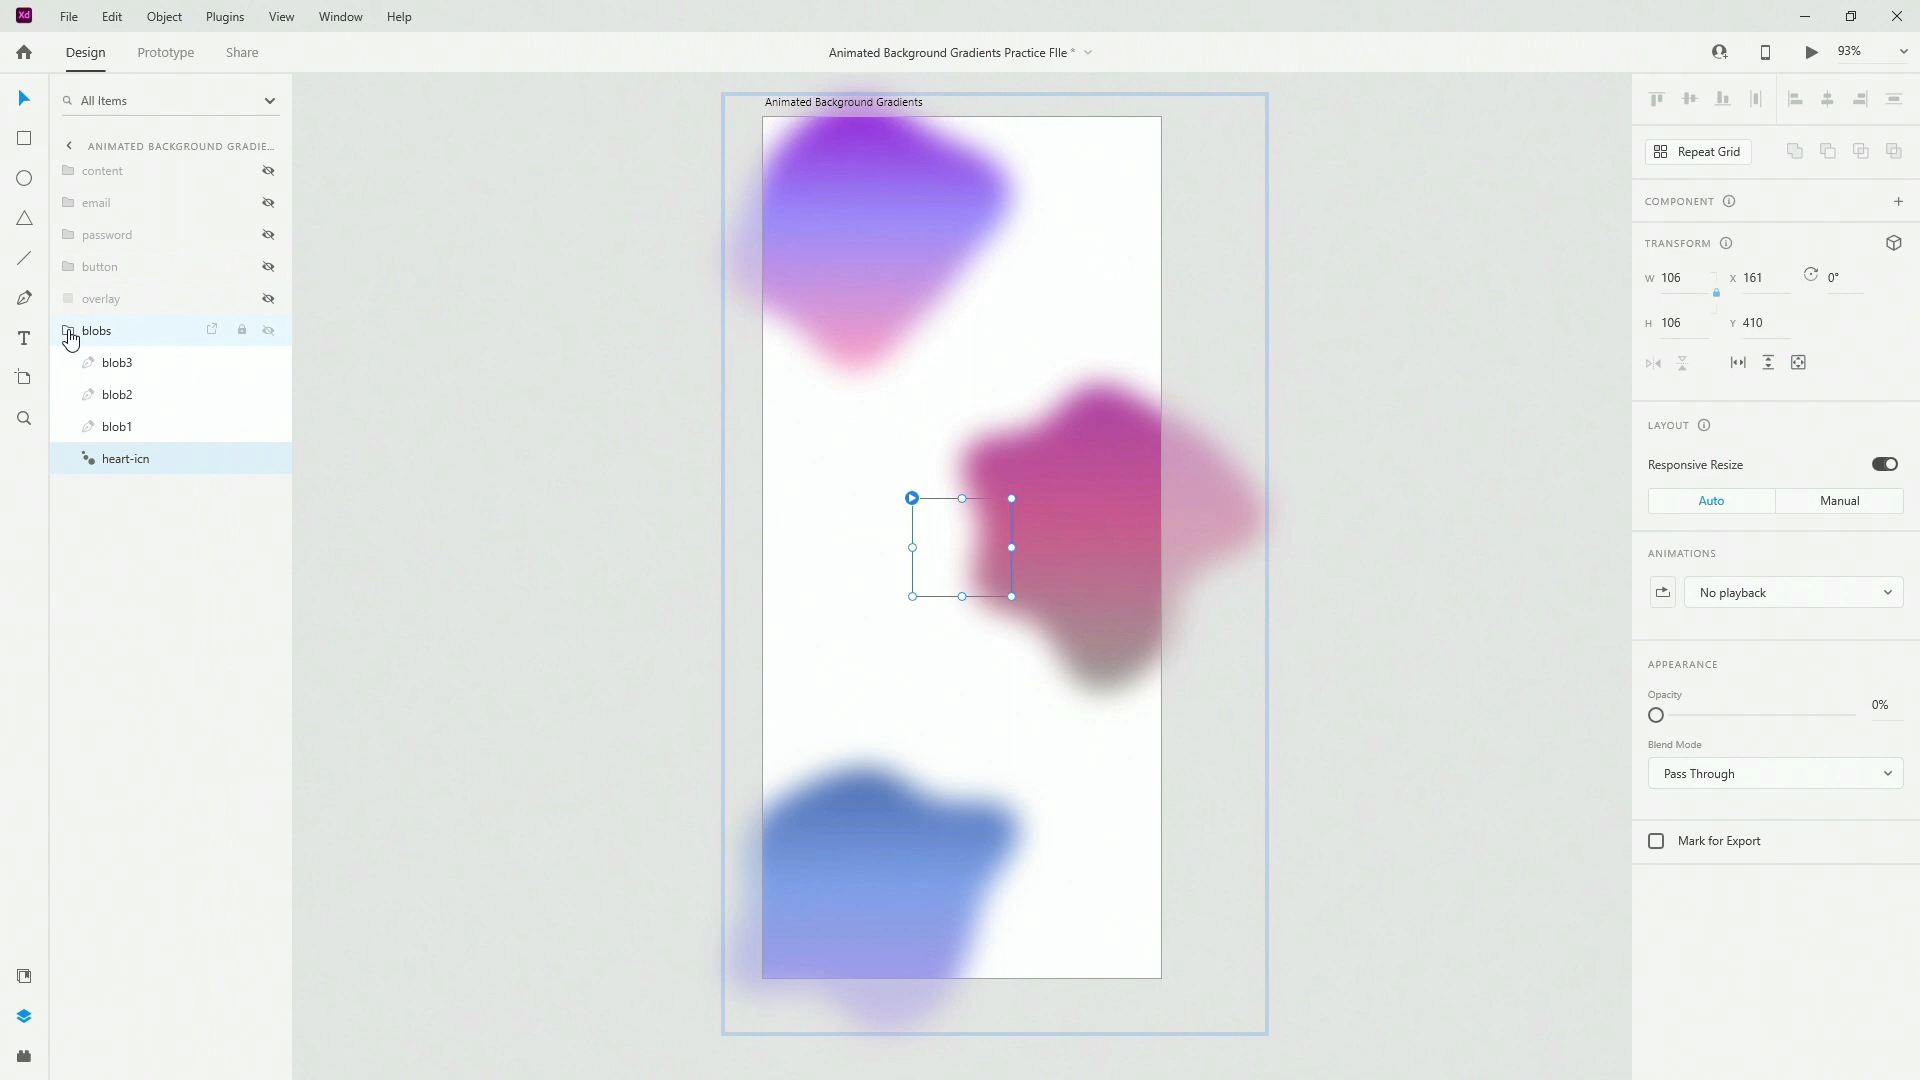 Xd File Edit Object Plugins View Window Help
Design Prototype Share Animated Background Gradients Practice FIle * 93%
All Items
ANIMATED BACKGROUND GRADIE...
content
email
password
button
overlay
blobs
blob3
blob2
blob1
heart-icn
Animated Background Gradients
Repeat Grid
COMPONENT
TRANSFORM
W 106 X 161 0°
H 106 Y 410
LAYOUT
Responsive Resize
Auto Manual
ANIMATIONS
No playback
APPEARANCE
Opacity
0%
Blend Mode
Pass Through
Mark for Export